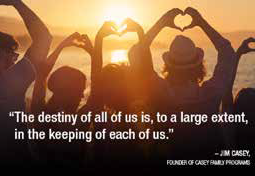 “The destiny of all of us is, to a large extent,
in the keeping of each of us.”
– JIM CASEY,
FOUNDER OF CASEY FAMILY PROGRAMS